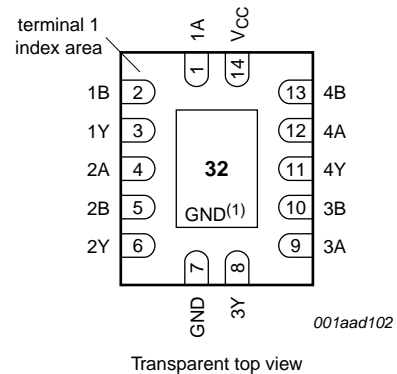 terminal 1
index area
1A
VCC
1
14
1B 2
13 4B
1Y 3
12 4A
2A 4
32
11 4Y
2B 5
GND(1)
10 3B
2Y 6
9 3A
7
8
GND
3Y
001aad102
Transparent top view